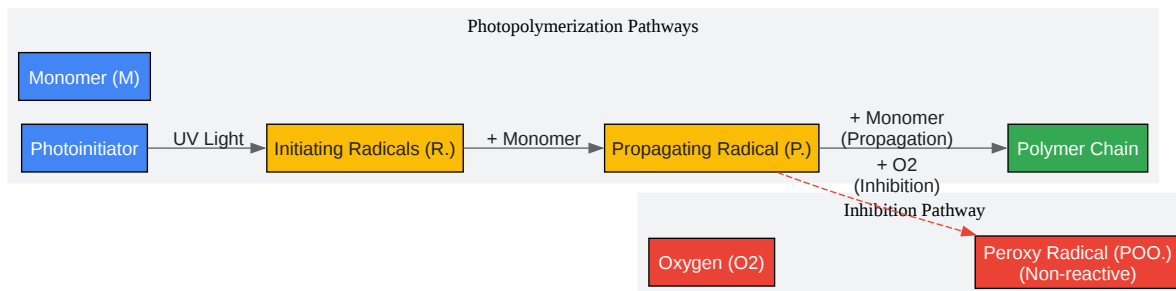 Photopolymerization Pathways
Monomer (M)
Photoinitiator
UV Light
Initiating Radicals (R.)
+ Monomer
Propagating Radical (P.)
+ Monomer
(Propagation)
+ O2
(Inhibition)
Polymer Chain
Inhibition Pathway
Oxygen (O2)
Peroxy Radical (POO.)
(Non-reactive)